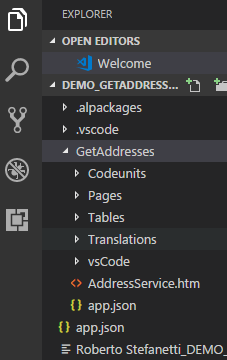 EXPLORER
OPEN EDITORS
Welcome
DEMO_GETADDRESS...
.alpackages
.vscode
GetAddresses
Codeunits
Pages
Tables
Translations
vsCode
<> AddressService.htm
{} app.json
{} app.json
Roberto Stefanetti_DEMO_